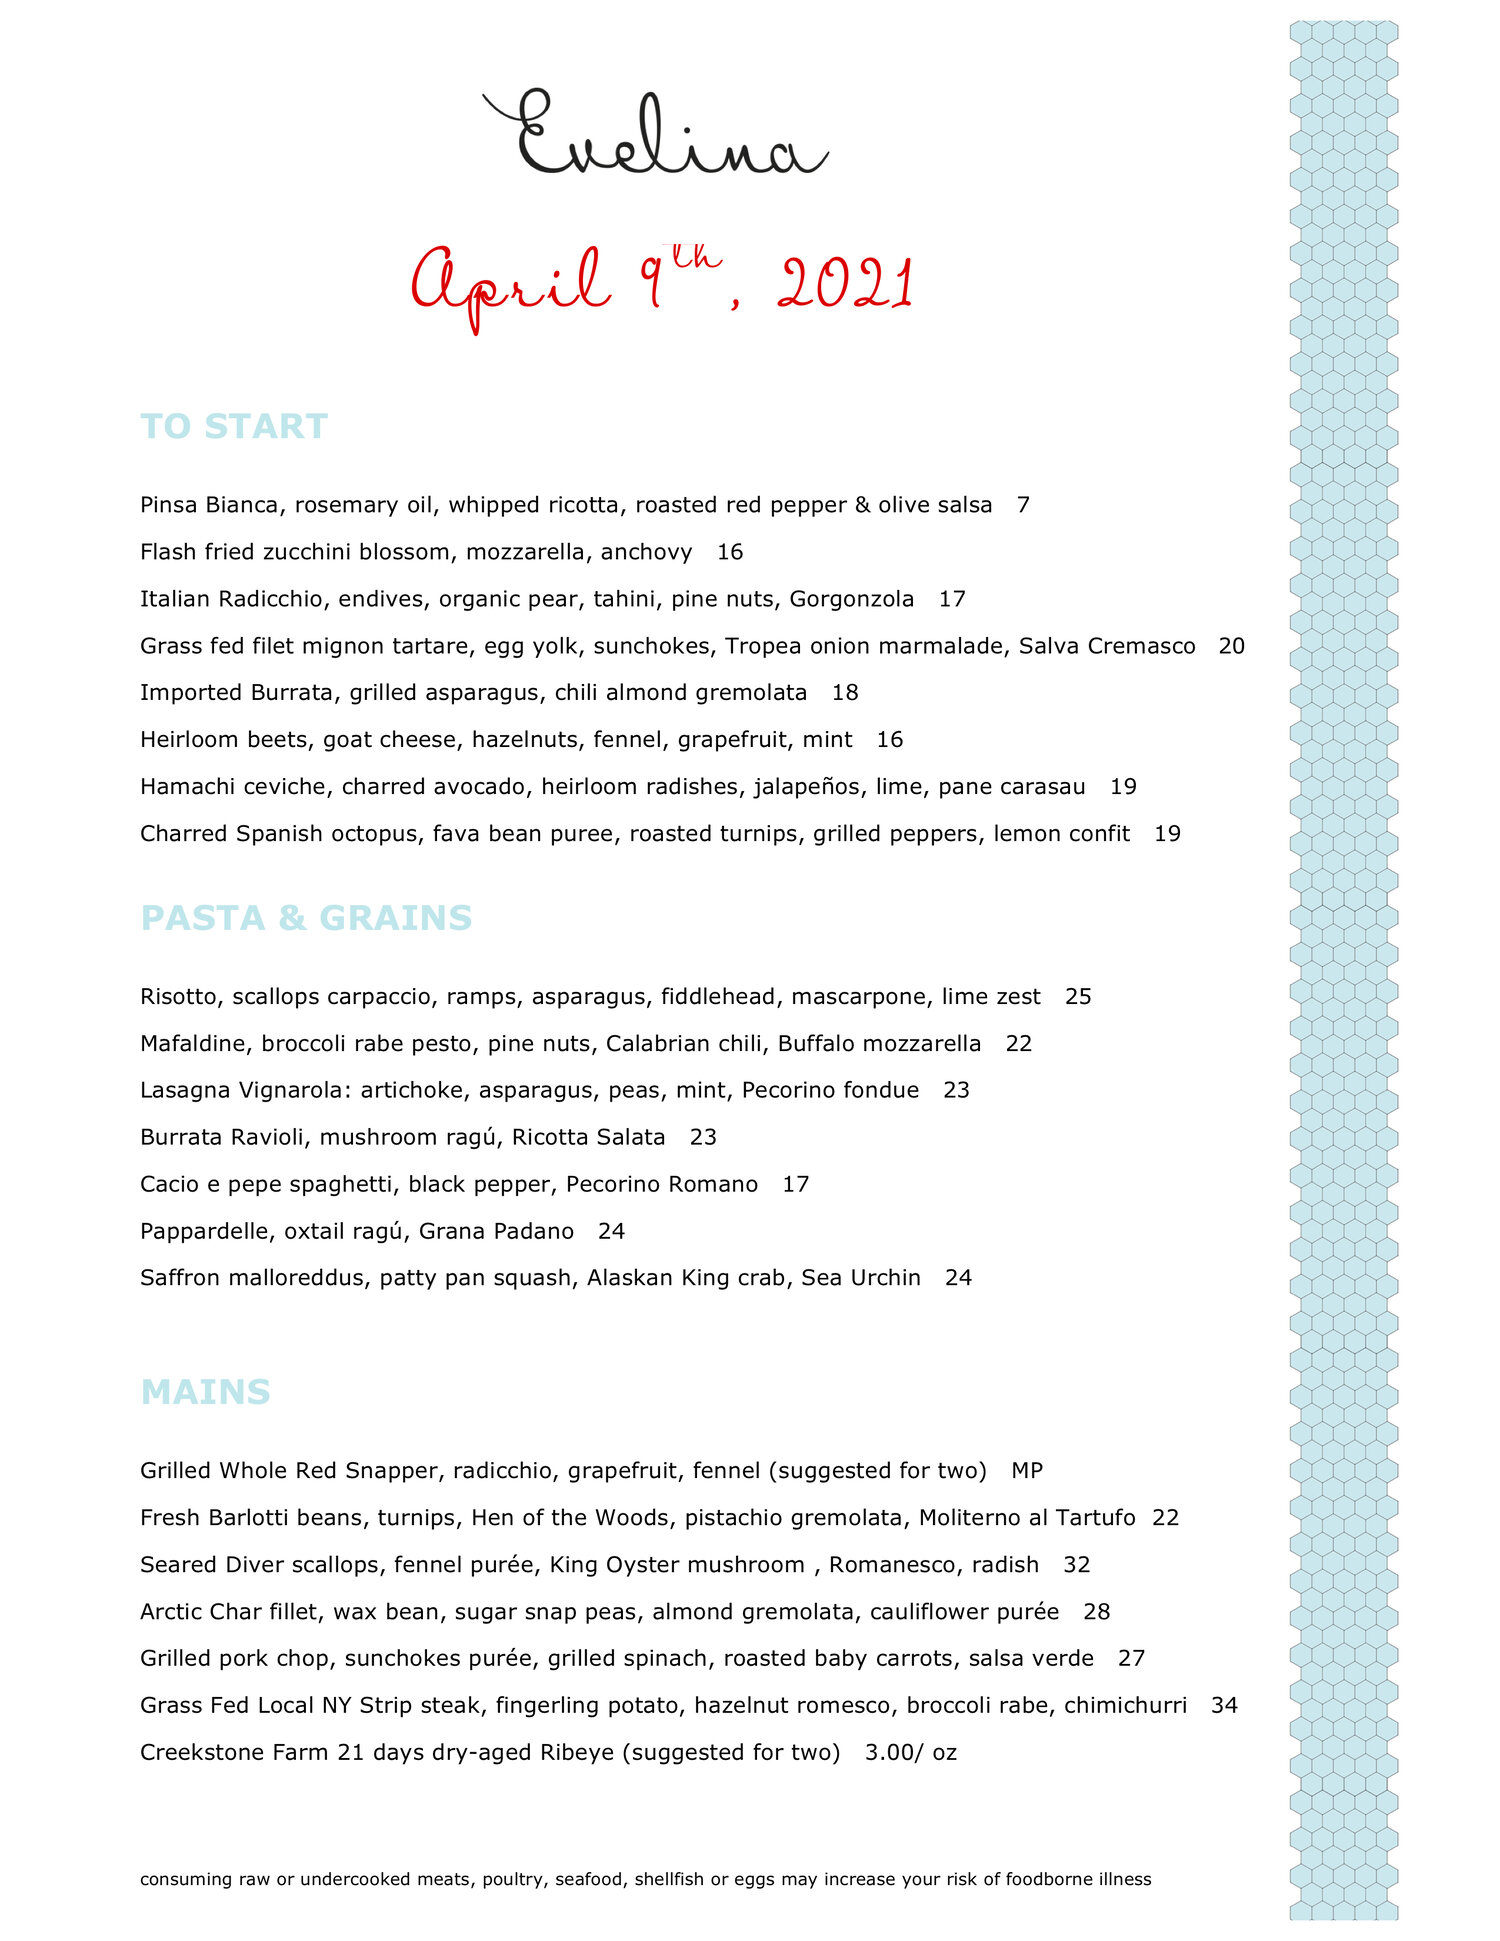 Evelina
April 9th, 2021
TO START
Pinsa Bianca, rosemary oil, whipped ricotta, roasted red pepper & olive salsa 7
Flash fried zucchini blossom, mozzarella, anchovy 16
Italian Radicchio, endives, organic pear, tahini, pine nuts, Gorgonzola 17
Grass fed filet mignon tartare, egg yolk, sunchokes, Tropea onion marmalade, Salva Cremasco 20
Imported Burrata, grilled asparagus, chili almond gremolata 18
Heirloom beets, goat cheese, hazelnuts, fennel, grapefruit, mint 16
Hamachi ceviche, charred avocado, heirloom radishes, jalapeños, lime, pane carasau 19
Charred Spanish octopus, fava bean puree, roasted turnips, grilled peppers, lemon confit 19
PASTA & GRAINS
Risotto, scallops carpaccio, ramps, asparagus, fiddlehead, mascarpone, lime zest 25
Mafaldine, broccoli rabe pesto, pine nuts, Calabrian chili, Buffalo mozzarella 22
Lasagna Vignarola: artichoke, asparagus, peas, mint, Pecorino fondue 23
Burrata Ravioli, mushroom ragú, Ricotta Salata 23
Cacio e pepe spaghetti, black pepper, Pecorino Romano 17
Pappardelle, oxtail ragú, Grana Padano 24
Saffron malloreddus, patty pan squash, Alaskan King crab, Sea Urchin 24
MAINS
Grilled Whole Red Snapper, radicchio, grapefruit, fennel (suggested for two) MP
Fresh Barlotti beans, turnips, Hen of the Woods, pistachio gremolata, Moliterno al Tartufo 22
Seared Diver scallops, fennel purée, King Oyster mushroom , Romanesco, radish 32
Arctic Char fillet, wax bean, sugar snap peas, almond gremolata, cauliflower purée 28
Grilled pork chop, sunchokes purée, grilled spinach, roasted baby carrots, salsa verde 27
Grass Fed Local NY Strip steak, fingerling potato, hazelnut romesco, broccoli rabe, chimichurri 34
Creekstone Farm 21 days dry-aged Ribeye (suggested for two) 3.00/ oz
consuming raw or undercooked meats, poultry, seafood, shellfish or eggs may increase your risk of foodborne illness